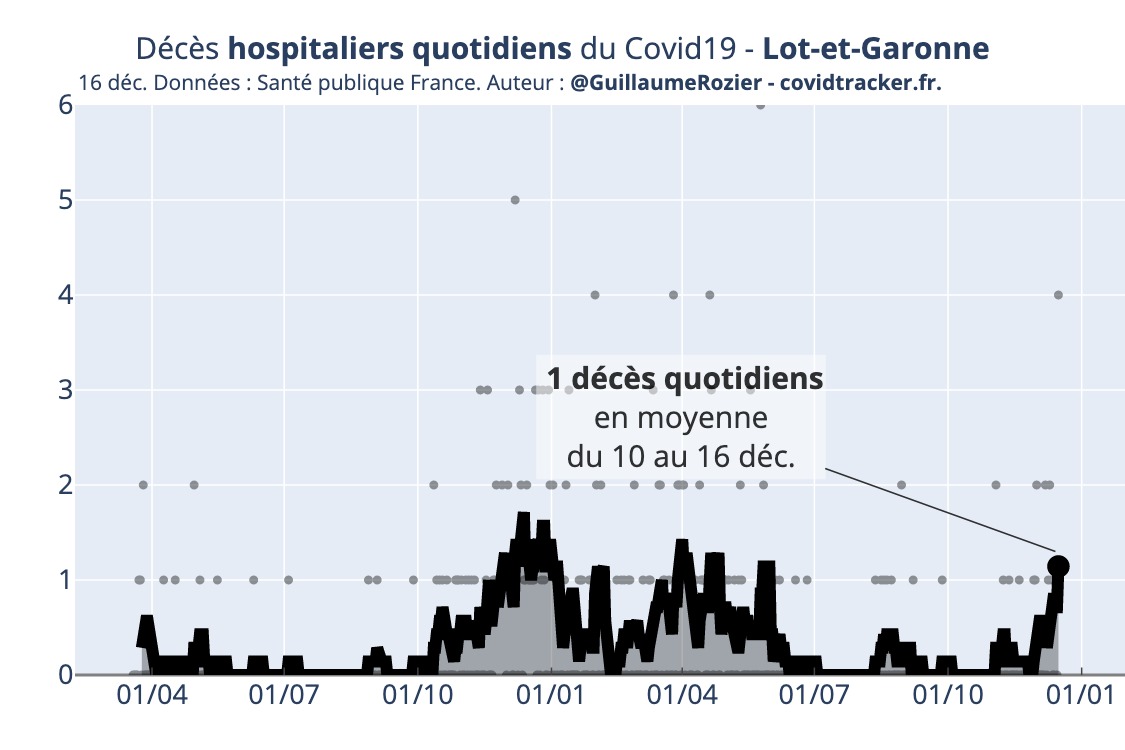 Décès hospitaliers quotidiens du Covid19 - Lot-et-Garonne
16 déc. Données : Santé publique France. Auteur : @GuillaumeRozier - covidtracker.fr.
6
5
4
3
2
1
0
1 décès quotidiens
en moyenne
du 10 au 16 déc.
01/04 01/07 01/10 01/01 01/04 01/07 01/10 01/01